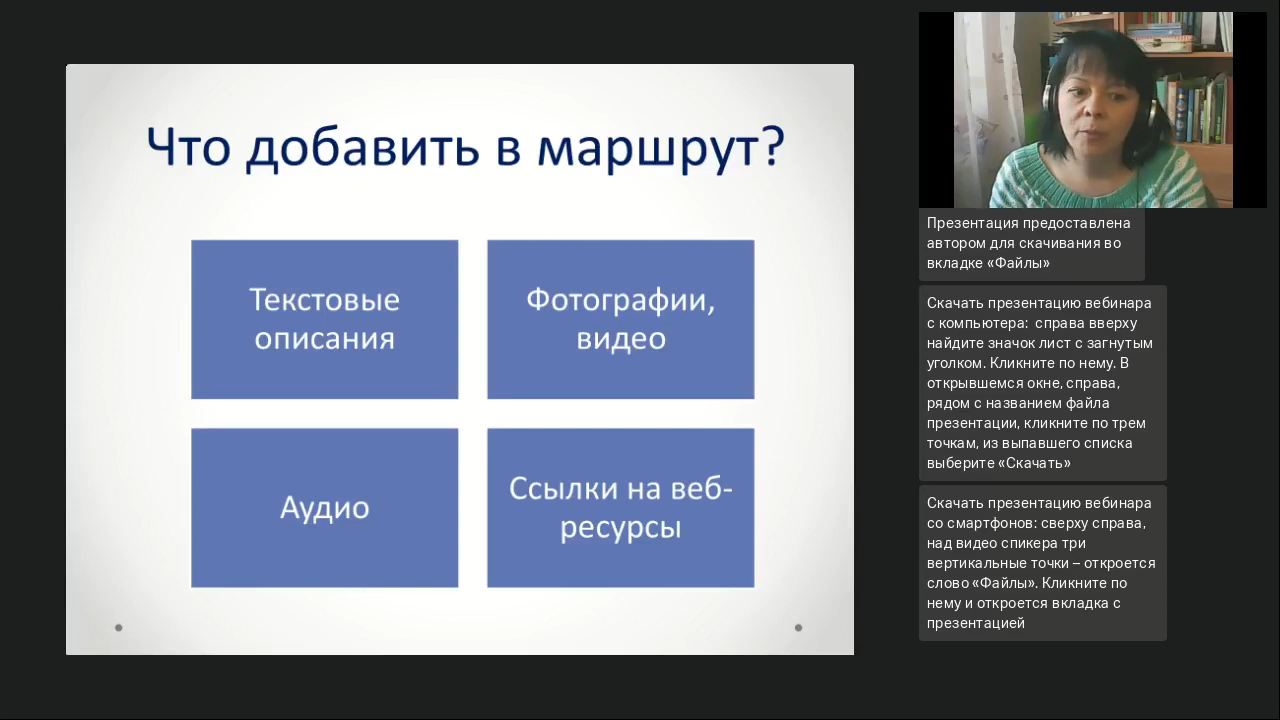 Что добавить в маршрут?
Текстовые
описания
Фотографии,
видео
Аудио
Ссылки на веб-
ресурсы
Презентация предоставлена
автором для скачивания во
вкладке «Файлы»
Скачать презентацию вебинара
с компьютера: справа вверху
найдите значок лист с загнутым
уголком. Кликните по нему. В
открывшемся окне, справа,
рядом с названием файла
презентации, кликните по трем
точкам, из выпавшего списка
выберите «Скачать»
Скачать презентацию вебинара
со смартфонов: сверху справа,
над видео спикера три
вертикальные точки – откроется
слово «Файлы». Кликните по
нему и откроется вкладка с
презентацией